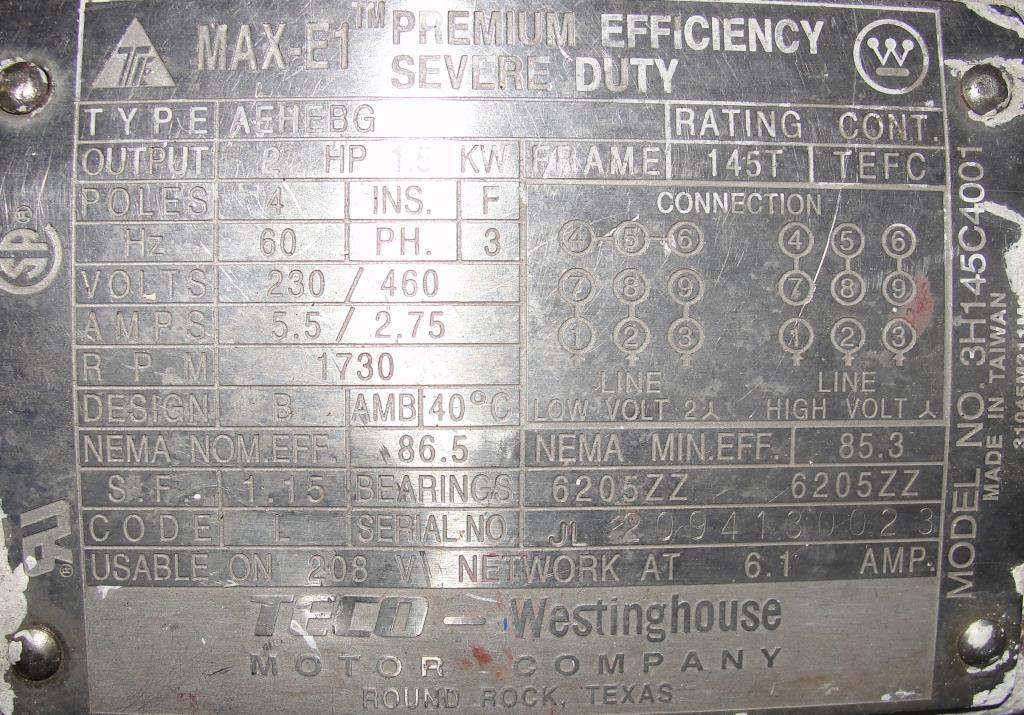 MAX-E1™ PREMIUM EFFICIENCY
SEVERE DUTY
TYPE AEHEBG RATING CONT.
OUTPUT 2 HP 1.5 KW FRAME 145T TEFC
POLES 4 INS. F CONNECTION
Hz 60 PH. 3
4 5 6 4 5 6
VOLTS 230 / 460
7 8 9 7 8 9
AMPS 5.5 / 2.75
1 2 3 1 2 3
RPM 1730
LINE LINE
DESIGN B AMB 40°C LOW VOLT 2⅄ HIGH VOLT ⅄
NEMA NOM.EFF. 86.5 NEMA MIN.EFF. 85.3
S.F. 1.15 BEARINGS 6205ZZ 6205ZZ
CODE L SERIAL NO. JL 22094130023
USABLE ON 208 V NETWORK AT 6.1 AMP.
TECO - Westinghouse
MOTOR COMPANY
ROUND ROCK, TEXAS
MODEL NO. 3H145C4001
MADE IN TAIWAN